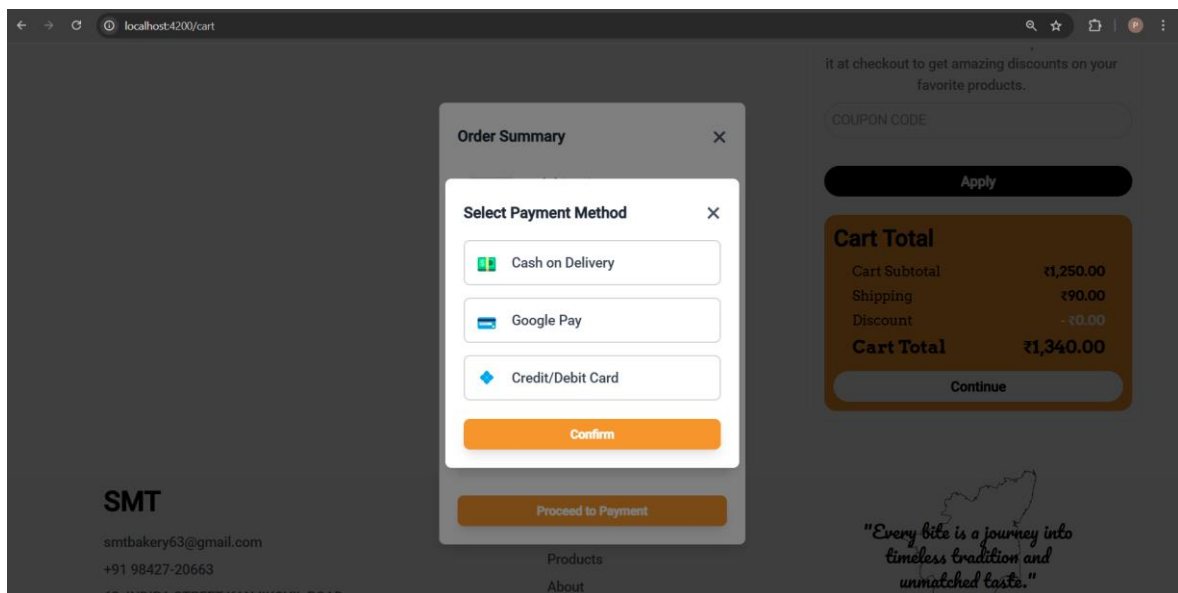 localhost:4200/cart
P
it at checkout to get amazing discounts on your
favorite products.
COUPON CODE
Apply
Order Summary
Select Payment Method
Cash on Delivery
Google Pay
Credit/Debit Card
Confirm
Proceed to Payment
Cart Total
Cart Subtotal ₹1,250.00
Shipping ₹90.00
Discount - ₹0.00
Cart Total ₹1,340.00
Continue
SMT
smtbakery63@gmail.com
+91 98427-20663
Products
About
"Every bite is a journey into
timeless tradition and
unmatched taste."